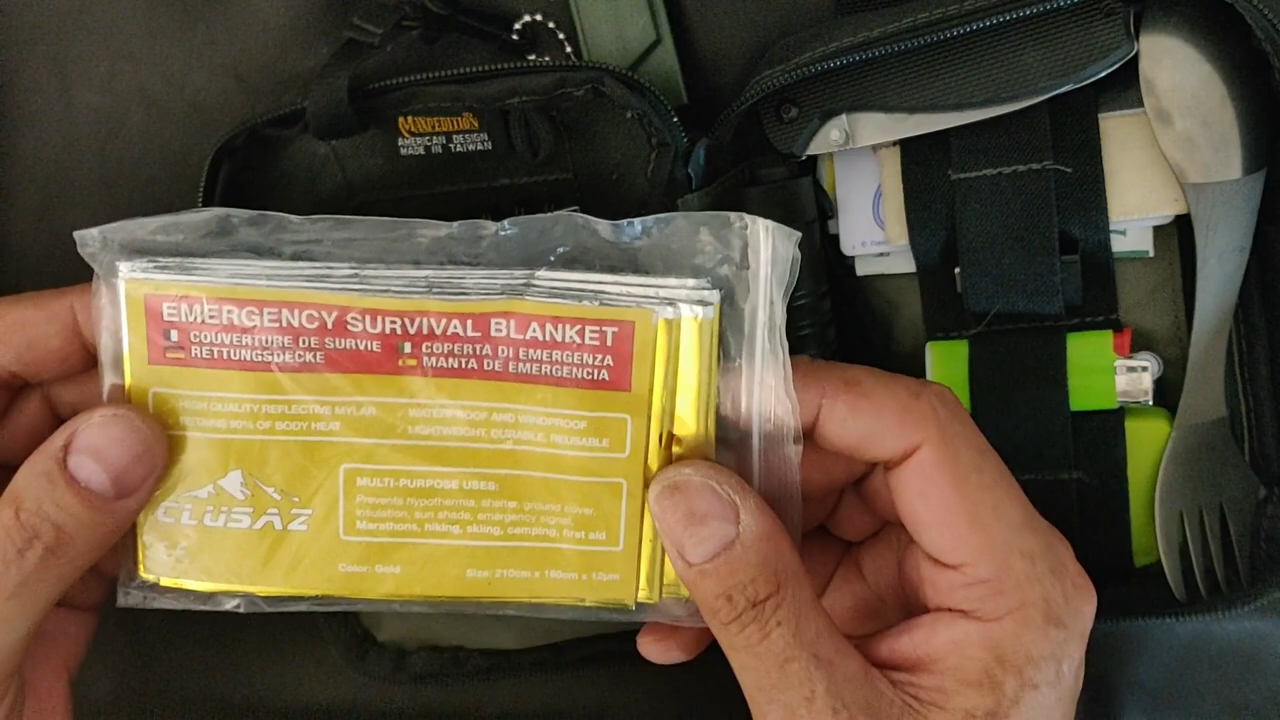 MAXPEDITION
AMERICAN DESIGN
MADE IN TAIWAN
EMERGENCY SURVIVAL BLANKET
COUVERTURE DE SURVIE
RETTUNGSDECKE
COPERTA DI EMERGENZA
MANTA DE EMERGENCIA
HIGH QUALITY REFLECTIVE MYLAR
RETAINS 90% OF BODY HEAT
WATERPROOF AND WINDPROOF
LIGHTWEIGHT, DURABLE, REUSABLE
CLUSAZ
MULTI-PURPOSE USES:
Prevents hypothermia, shelter, ground cover,
insulation, sun shade, emergency signal,
Marathons, hiking, skiing, camping, first aid
Color: Gold
Size: 210cm x 160cm x 12µm